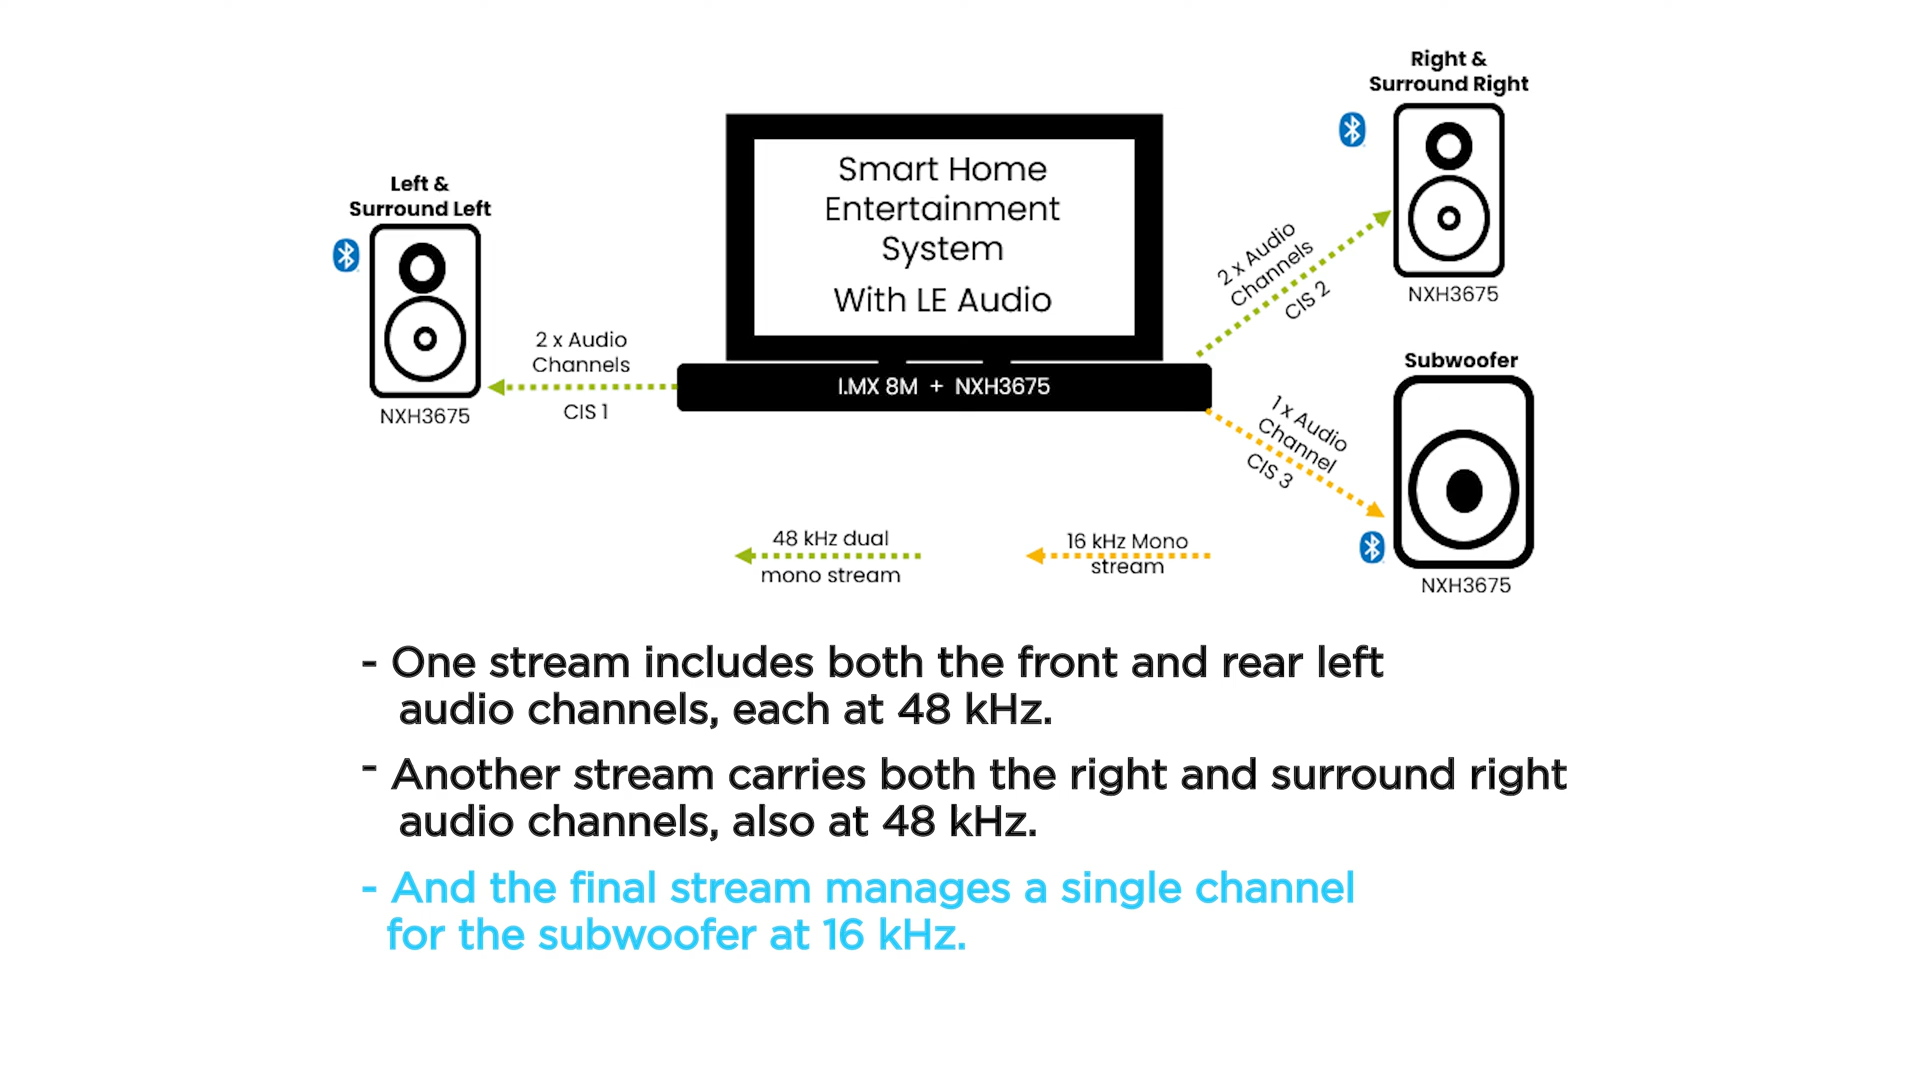 Right &
Surround Right
Left &
Surround Left
Smart Home
Entertainment
System
With LE Audio
2 x Audio
Channels
CIS 2
NXH3675
2 x Audio
Channels
CIS 1
Subwoofer
I.MX 8M + NXH3675
NXH3675
1 x Audio
Channel
CIS 3
48 kHz dual
mono stream
16 kHz Mono
stream
NXH3675
- One stream includes both the front and rear left
audio channels, each at 48 kHz.
- Another stream carries both the right and surround right
audio channels, also at 48 kHz.
- And the final stream manages a single channel
for the subwoofer at 16 kHz.